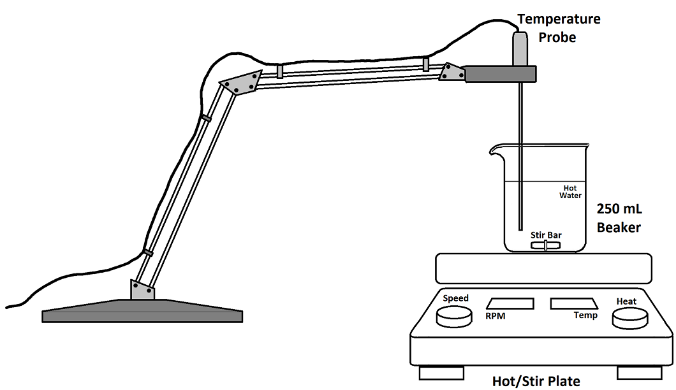 Temperature
Probe
Hot
Water
250 mL
Beaker
Stir Bar
Speed
RPM
Temp
Heat
Hot/Stir Plate